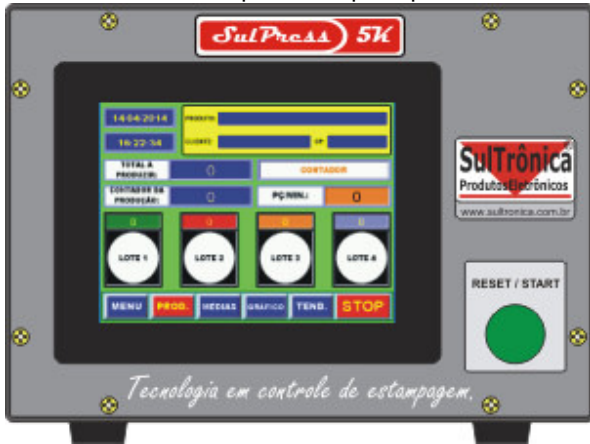 SulPress 5K
14-04-2014
PRODUTO:
16:22:34
CLIENTE: OP:
TOTAL A
PRODUZIR: 0
CONTADOR
CONTADOR DA
PRODUÇÃO: 0
PÇ/MIN.: 0
0 0 0 0
LOTE 1 LOTE 2 LOTE 3 LOTE 4
MENU PROD. MEDIAS GRAFICO TEND. STOP
SulTrônica
ProdutosEletrônicos
www.sultronica.com.br
RESET / START
Tecnologia em controle de estampagem.